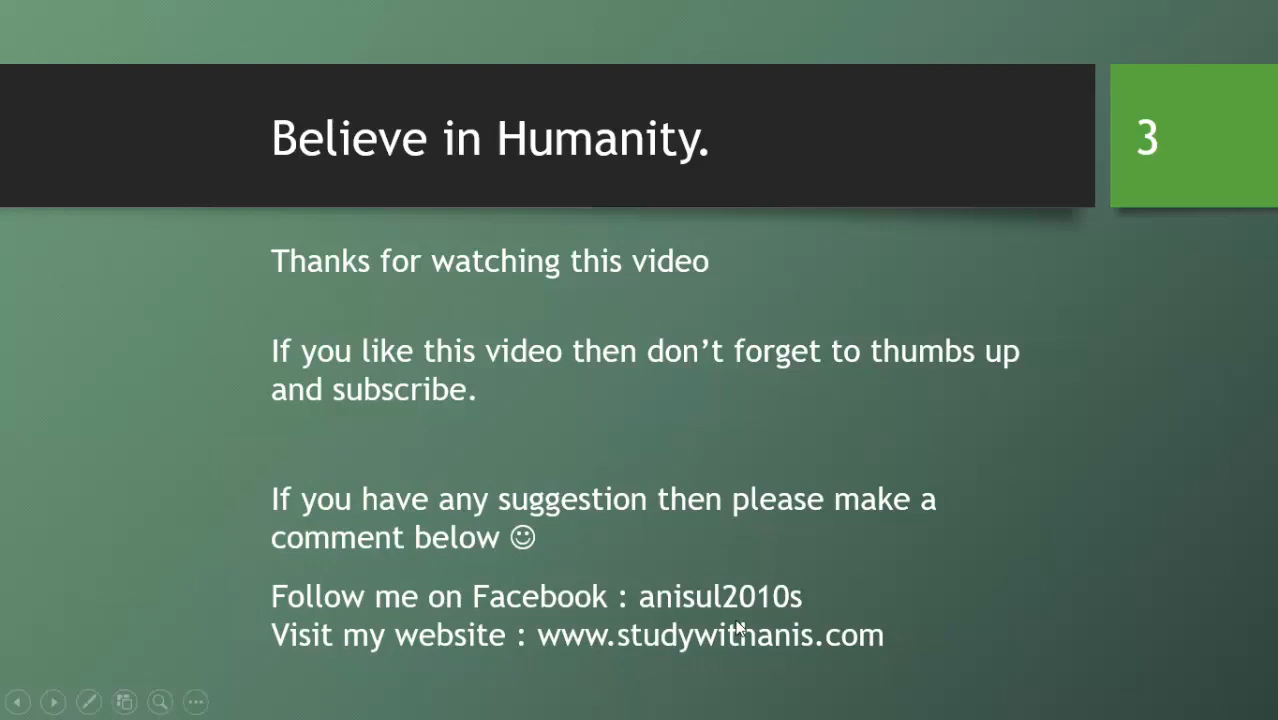 Believe in Humanity.
3
Thanks for watching this video
If you like this video then don’t forget to thumbs up
and subscribe.
If you have any suggestion then please make a
comment below ☺
Follow me on Facebook : anisul2010s
Visit my website : www.studywithanis.com